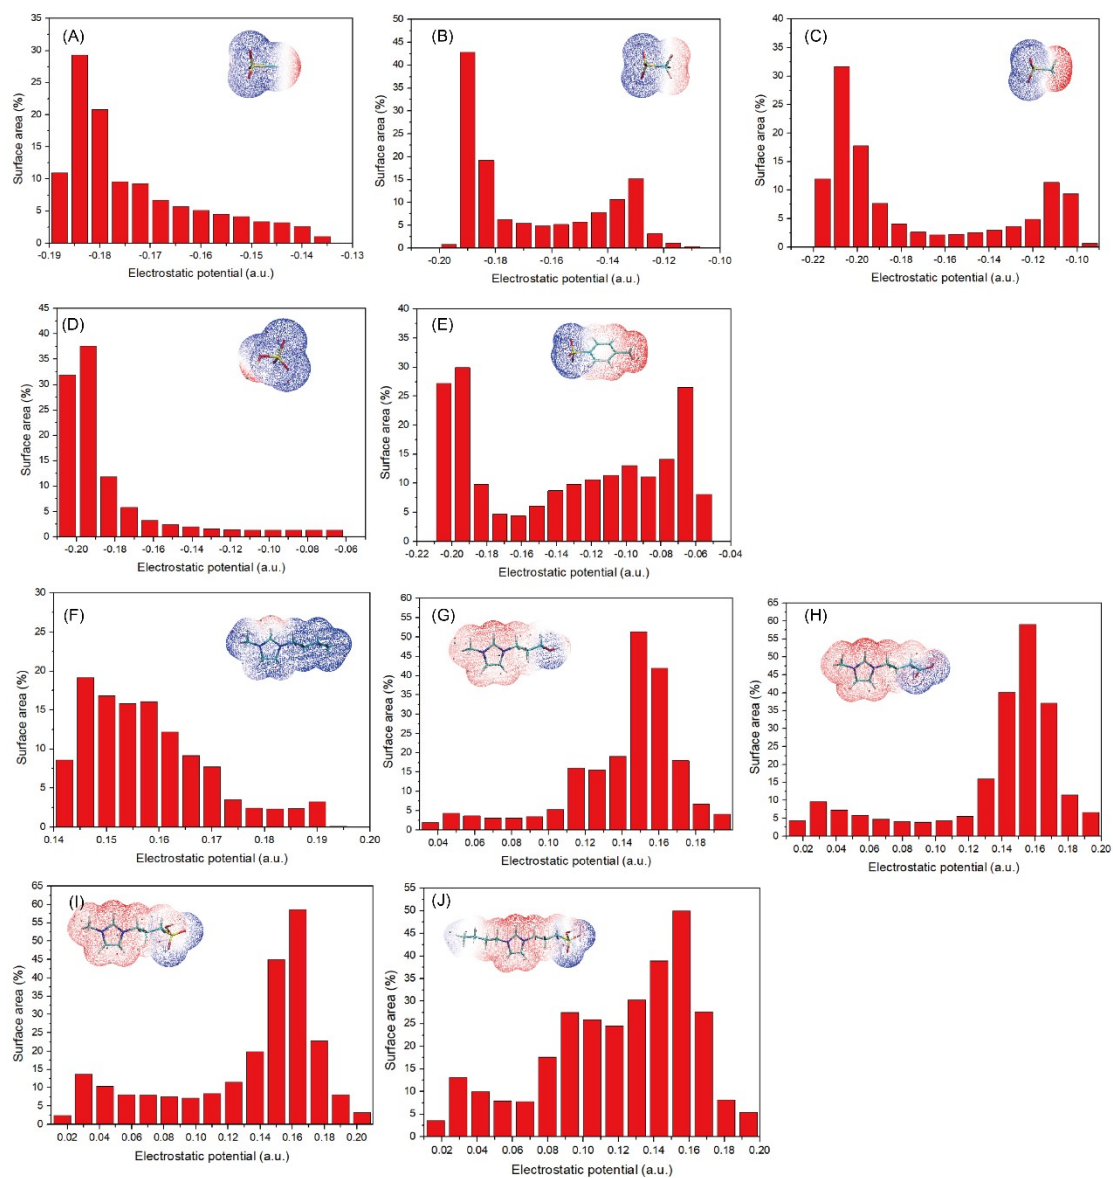 (A)
Surface area (%)
35
30
25
20
15
10
5
0
-0.19 -0.18 -0.17 -0.16 -0.15 -0.14 -0.13
Electrostatic potential (a.u.)
(B)
Surface area (%)
50
45
40
35
30
25
20
15
10
5
0
-0.20 -0.18 -0.16 -0.14 -0.12 -0.10
Electrostatic potential (a.u.)
(C)
Surface area (%)
40
35
30
25
20
15
10
5
0
-0.22 -0.20 -0.18 -0.16 -0.14 -0.12 -0.10
Electrostatic potential (a.u.)
(D)
Surface area (%)
45
40
35
30
25
20
15
10
5
0
-0.20 -0.18 -0.16 -0.14 -0.12 -0.10 -0.08 -0.06
Electrostatic potential (a.u.)
(E)
Surface area (%)
40
35
30
25
20
15
10
5
0
-0.22 -0.20 -0.18 -0.16 -0.14 -0.12 -0.10 -0.08 -0.06 -0.04
Electrostatic potential (a.u.)
(F)
Surface area (%)
30
25
20
15
10
5
0
0.14 0.15 0.16 0.17 0.18 0.19 0.20
Electrostatic potential (a.u.)
(G)
Surface area (%)
65
60
55
50
45
40
35
30
25
20
15
10
5
0
0.04 0.06 0.08 0.10 0.12 0.14 0.16 0.18
Electrostatic potential (a.u.)
(H)
Surface area (%)
65
60
55
50
45
40
35
30
25
20
15
10
5
0
0.02 0.04 0.06 0.08 0.10 0.12 0.14 0.16 0.18 0.20
Electrostatic potential (a.u.)
(I)
Surface area (%)
65
60
55
50
45
40
35
30
25
20
15
10
5
0
0.02 0.04 0.06 0.08 0.10 0.12 0.14 0.16 0.18 0.20
Electrostatic potential (a.u.)
(J)
Surface area (%)
55
50
45
40
35
30
25
20
15
10
5
0
0.02 0.04 0.06 0.08 0.10 0.12 0.14 0.16 0.18 0.20
Electrostatic potential (a.u.)